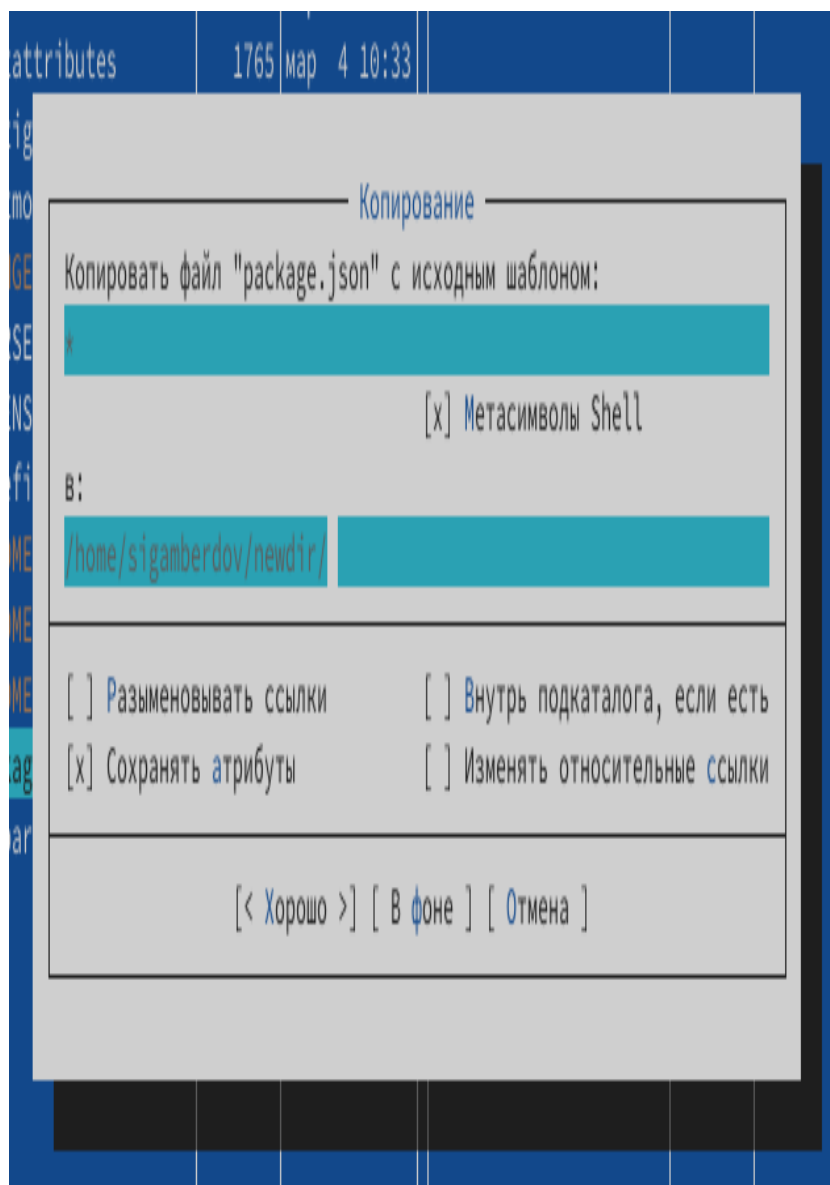 tattributes 1765 мар 4 10:33
Копирование
Копировать файл "package.json" с исходным шаблоном:
*
[x] Метасимволы Shell
в:
/home/sigamberdov/newdir/
[ ] Разыменовывать ссылки [ ] Внутрь подкаталога, если есть
[x] Сохранять атрибуты [ ] Изменять относительные ссылки
[< Хорошо >] [ В фоне ] [ Отмена ]